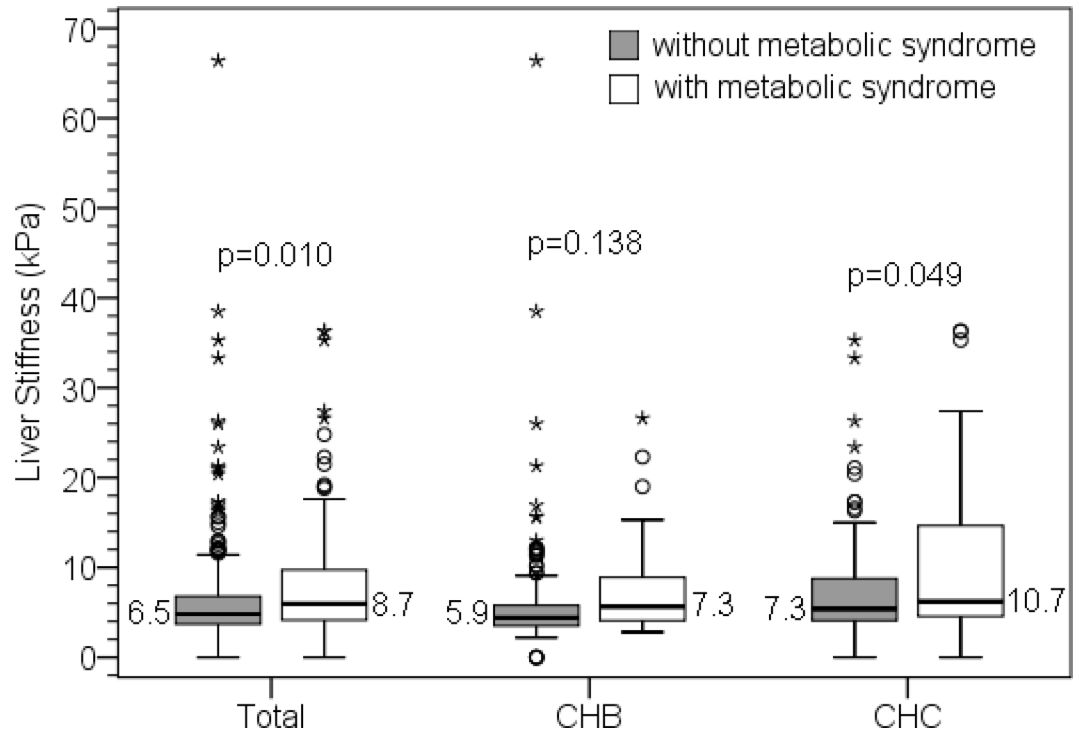 70
60
50
40
30
20
10
0
Liver Stiffness (kPa)
without metabolic syndrome
with metabolic syndrome
p=0.010
p=0.138
p=0.049
6.5
8.7
5.9
7.3
7.3
10.7
Total
CHB
CHC